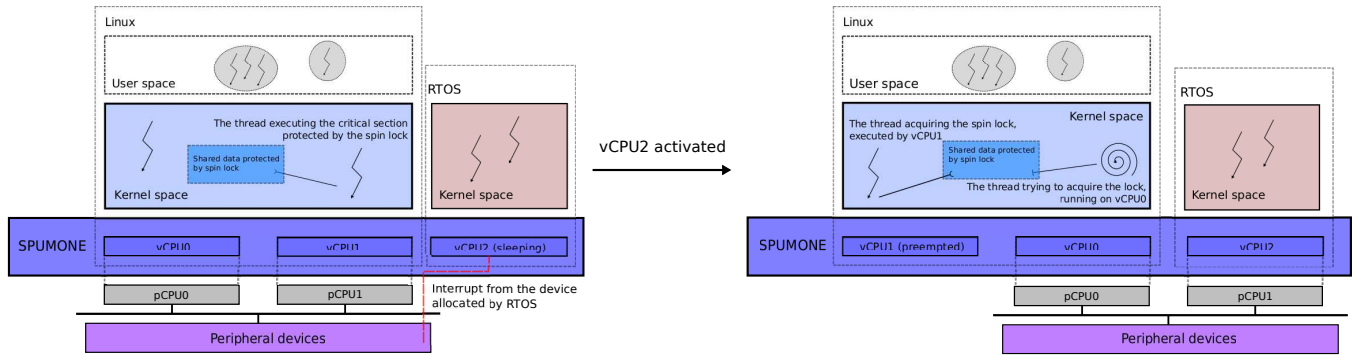 Linux
User space
RTOS
The thread executing the critical section
protected by the spin lock
Shared data protected
by spin lock
Kernel space
Kernel space
SPUMONE
vCPU0
vCPU1
vCPU2 (sleeping)
pCPU0
pCPU1
Interrupt from the device
allocated by RTOS
Peripheral devices
vCPU2 activated
Linux
User space
RTOS
Kernel space
The thread acquiring the spin lock,
executed by vCPU1
Shared data protected
by spin lock
The thread trying to acquire the lock,
running on vCPU0
Kernel space
SPUMONE
vCPU1 (preempted)
vCPU0
vCPU2
pCPU0
pCPU1
Peripheral devices